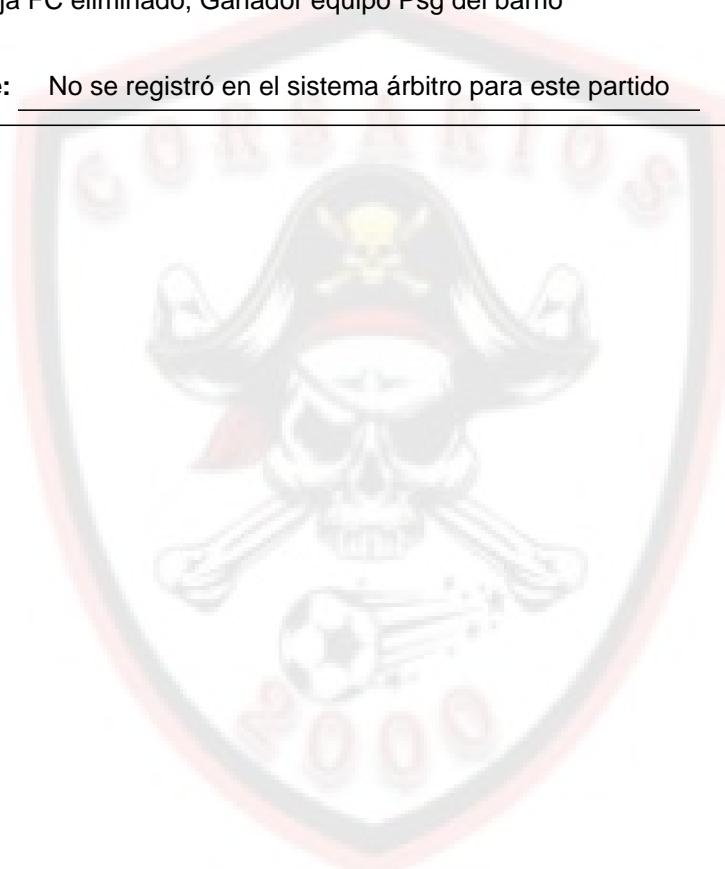 ja FC eliminado, Ganador equipo Psg del barrio
e: No se registró en el sistema árbitro para este partido
CORSARIOS
2000